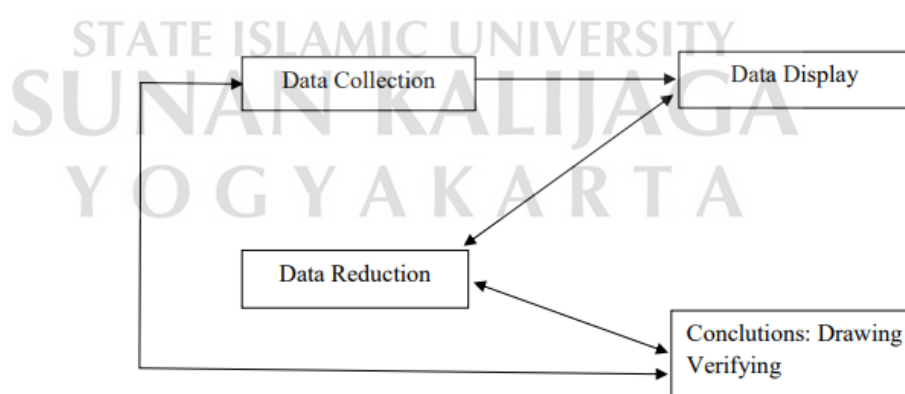 STATE ISLAMIC UNIVERSITY
SUNAN KALIJAGA
YOGYAKARTA
Data Collection
Data Display
Data Reduction
Conclutions: Drawing
Verifying